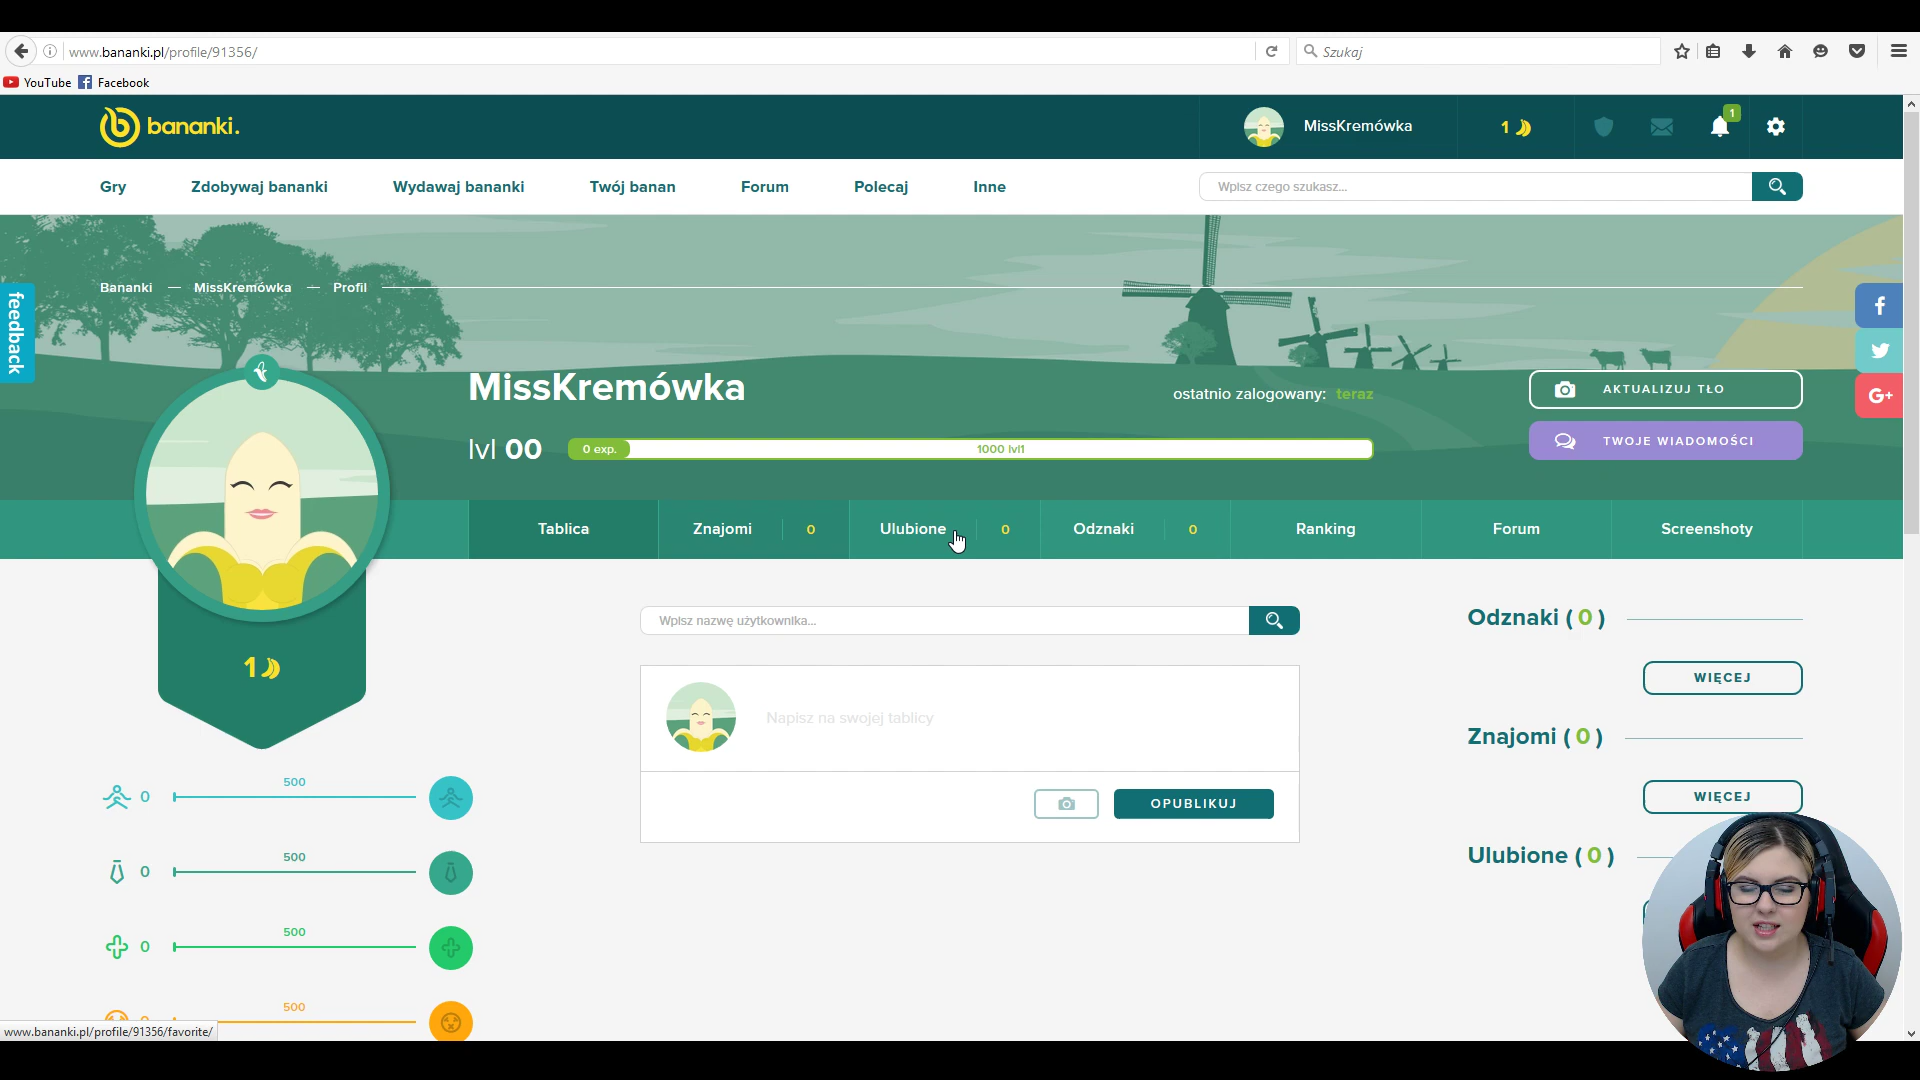 www.bananki.pl/profile/91356/
Szukaj
YouTube Facebook
bananki.
MissKremówka
1
1
Gry Zdobywaj bananki Wydawaj bananki Twój banan Forum Polecaj Inne
Wpisz czego szukasz...
feedback
Bananki — MissKremówka — Profil
MissKremówka
ostatnio zalogowany: teraz
AKTUALIZUJ TŁO
lvl 00
0 exp.
1000 lvl1
TWOJE WIADOMOŚCI
G+
Tablica Znajomi 0 Ulubione 0 Odznaki 0 Ranking Forum Screenshoty
Wpisz nazwę użytkownika...
Odznaki ( 0 )
WIĘCEJ
1
Napisz na swojej tablicy
Znajomi ( 0 )
WIĘCEJ
OPUBLIKUJ
Ulubione ( 0 )
0 500
0 500
0 500
500
www.bananki.pl/profile/91356/favorite/